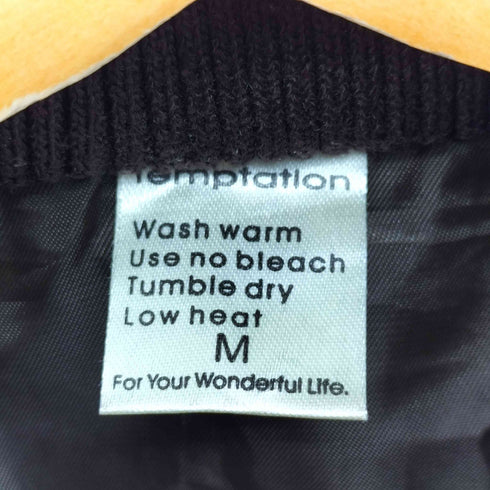 Temptation
Wash warm
Use no bleach
Tumble dry
Low heat
M
For Your Wonderful Life.